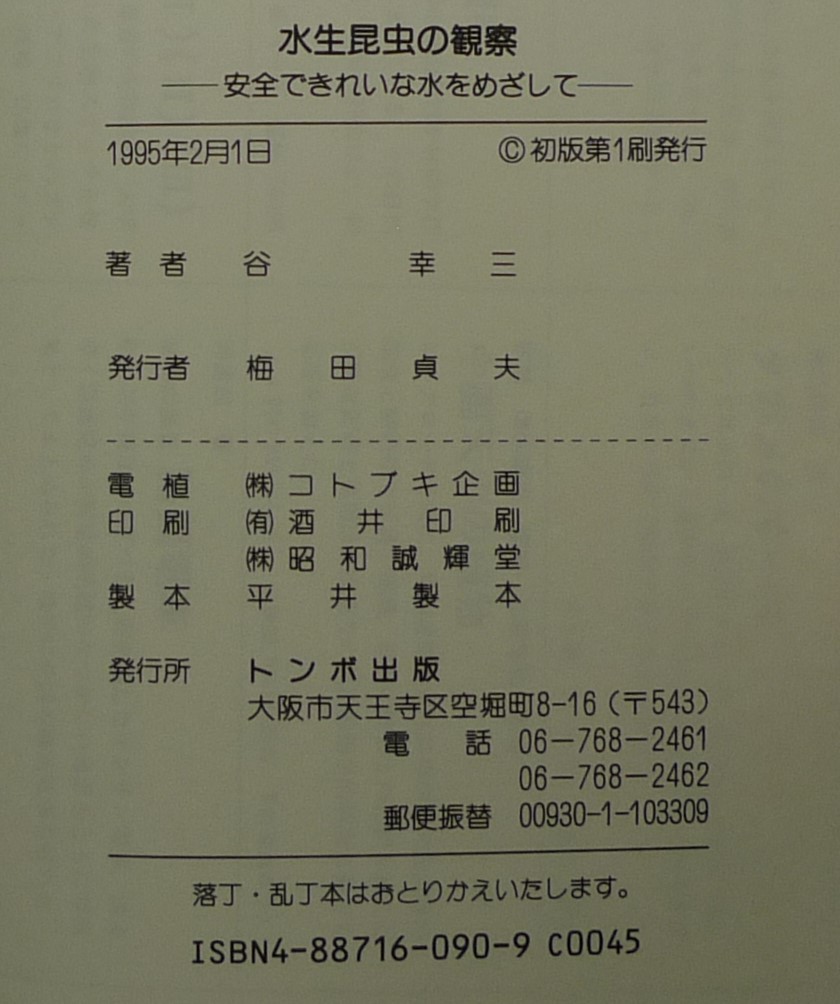 水生昆虫の観察
——安全できれいな水をめざして——
1995年2月1日 ©初版第1刷発行
著者 谷 幸三
発行者 梅田貞夫
電植 ㈱コトブキ企画
印刷 ㈲酒井印刷
㈱昭和誠輝堂
製本 平井製本
発行所 トンボ出版
大阪市天王寺区空堀町8-16(〒543)
電話 06-768-2461
06-768-2462
郵便振替 00930-1-103309
落丁・乱丁本はおとりかえいたします。
ISBN4-88716-090-9 C0045